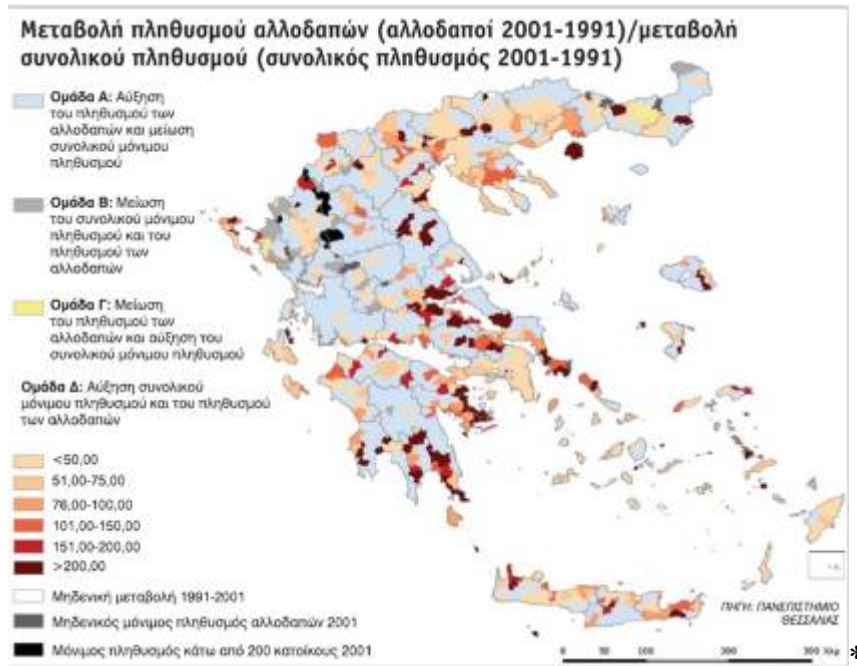 Μεταβολή πληθυσμού αλλοδαπών (αλλοδαποί 2001-1991)/μεταβολή
συνολικού πληθυσμού (συνολικός πληθυσμός 2001-1991)
Ομάδα Α: Αύξηση
του πληθυσμού των
αλλοδαπών και μείωση
συνολικού μόνιμου
πληθυσμού
Ομάδα Β: Μείωση
του συνολικού μόνιμου
πληθυσμού και του
πληθυσμού των
αλλοδαπών
Ομάδα Γ: Μείωση
του πληθυσμού των
αλλοδαπών και αύξηση του
συνολικού μόνιμου πληθυσμού
Ομάδα Δ: Αύξηση συνολικού
μόνιμου πληθυσμού και του πληθυσμού
των αλλοδαπών
<50,00
51,00-75,00
76,00-100,00
101,00-150,00
151,00-200,00
>200,00
Μηδενική μεταβολή 1991-2001
Μηδενικός μόνιμος πληθυσμός αλλοδαπών 2001
Μόνιμος πληθυσμός κάτω από 200 κατοίκους 2001
ΠΗΓΗ: ΠΑΝΕΠΙΣΤΗΜΙΟ
ΘΕΣΣΑΛΙΑΣ
0 50 100 200 300 Χλμ
*